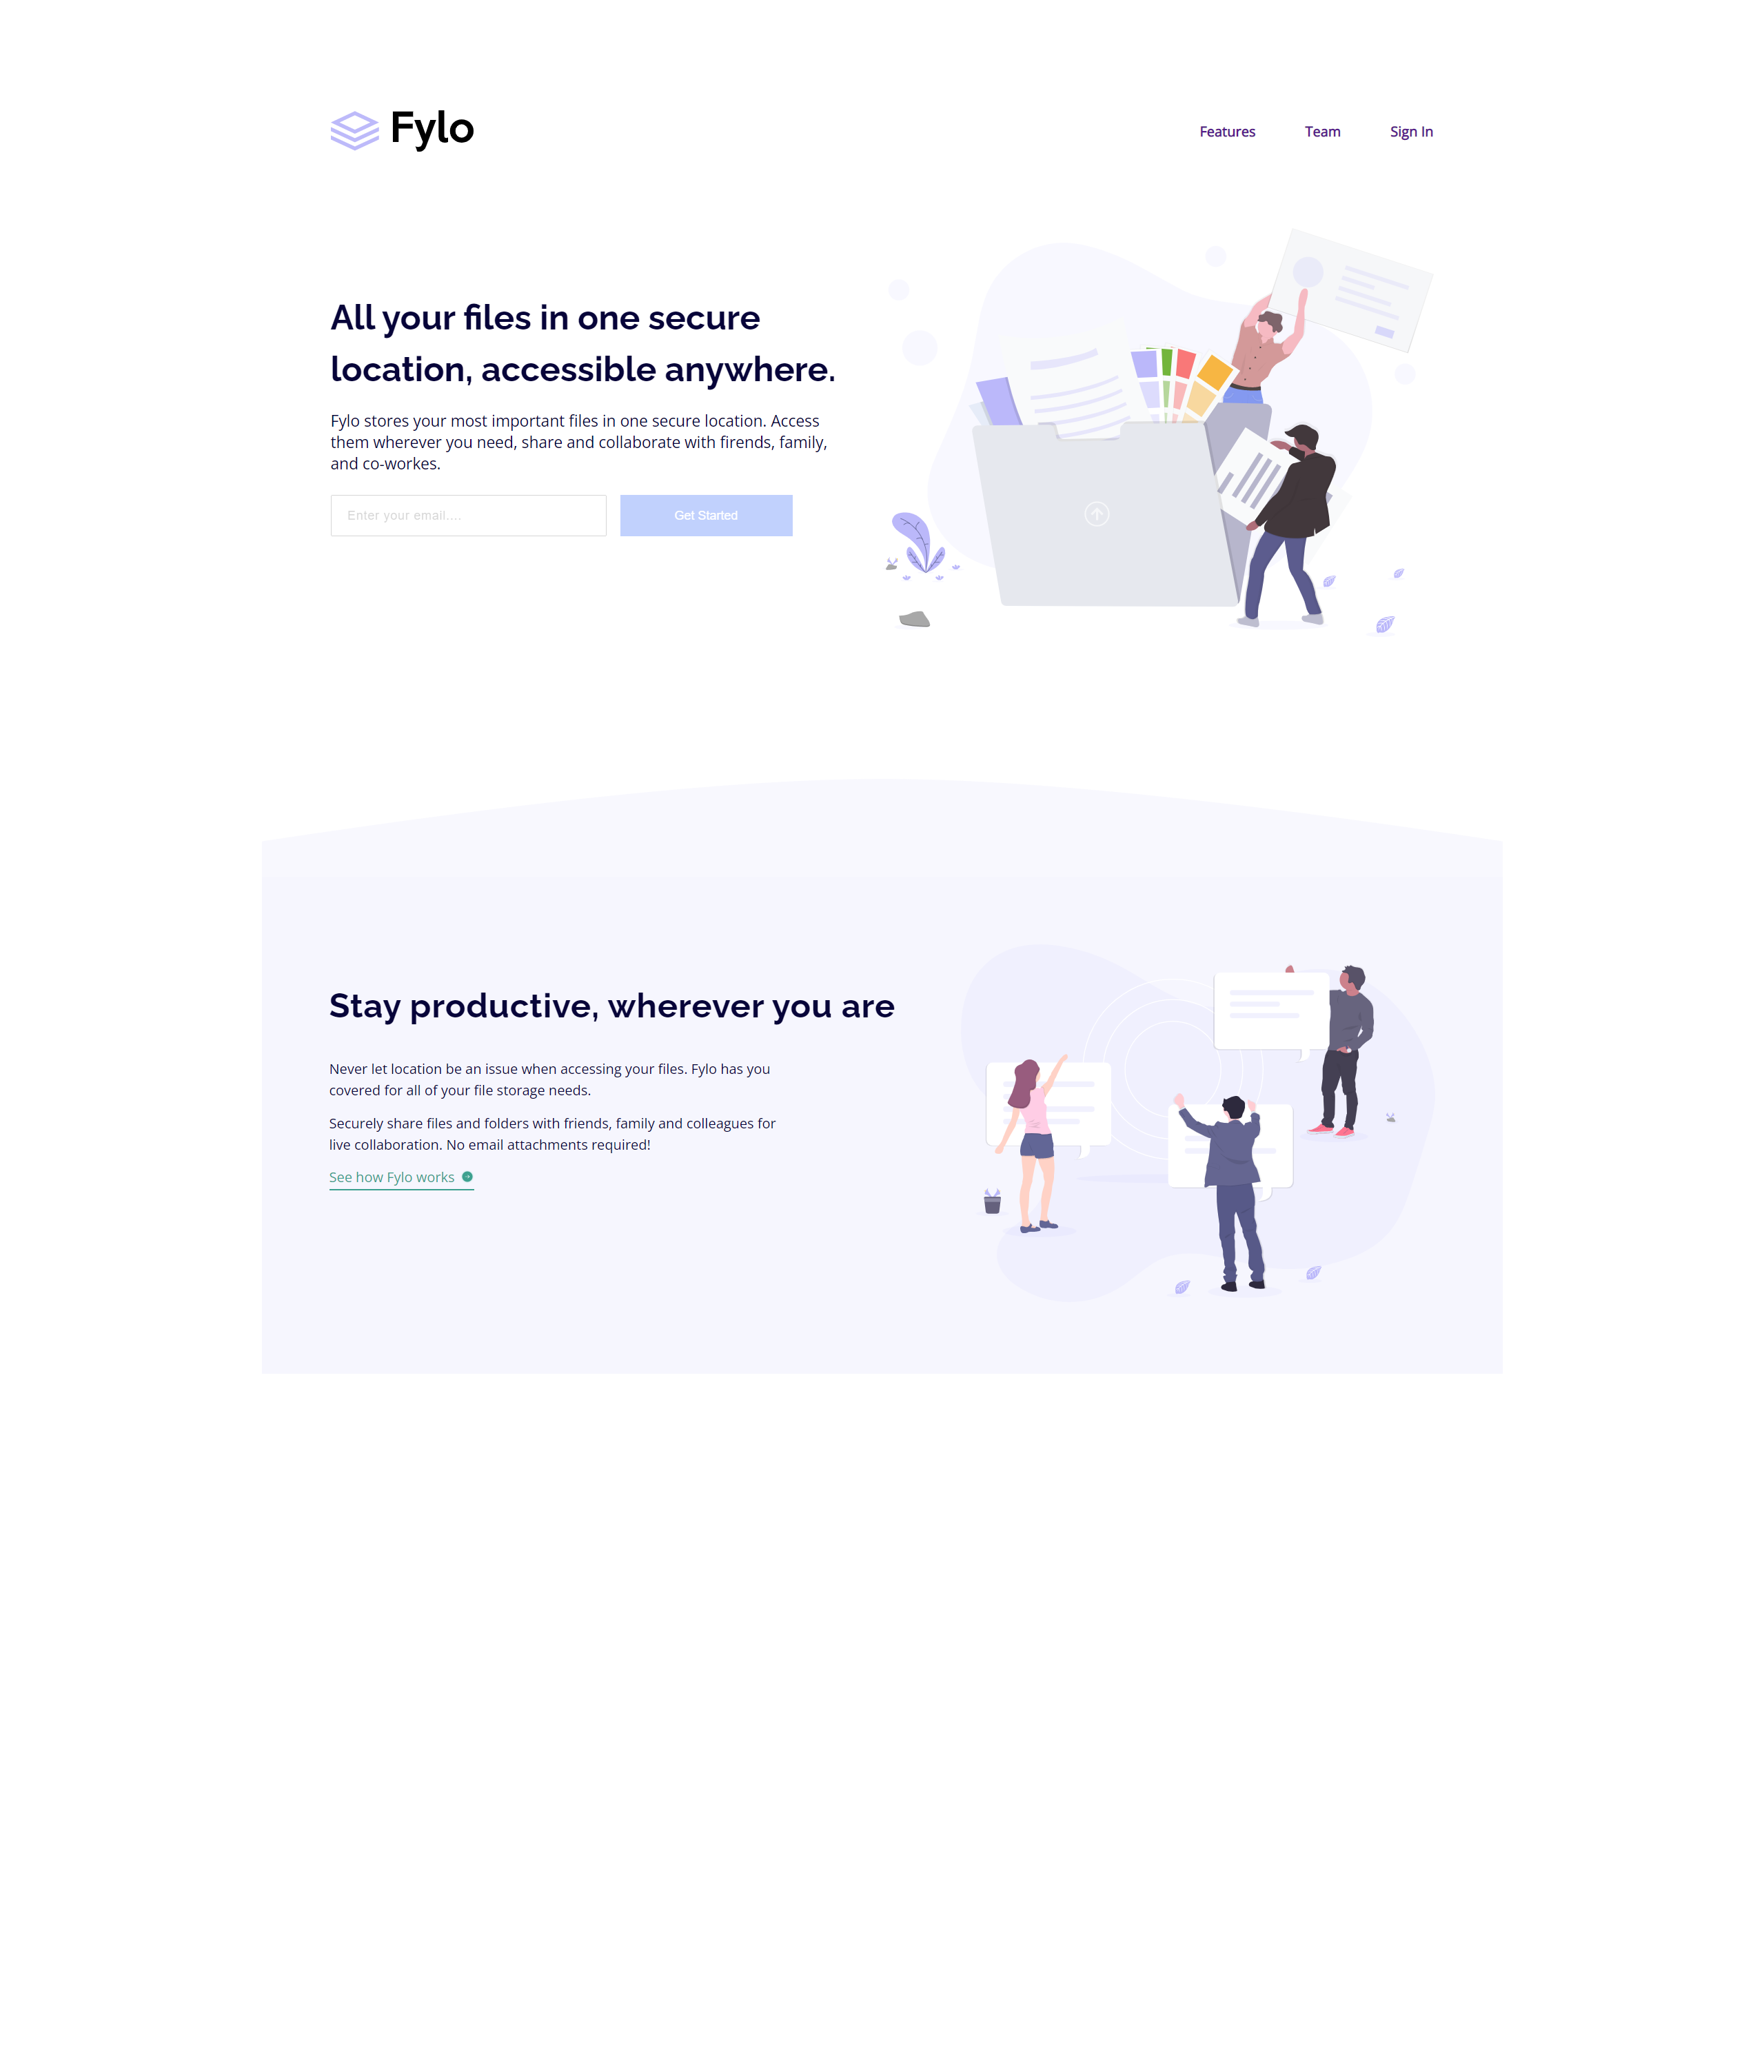 Fylo
Features
Team
Sign In
All your files in one secure
location, accessible anywhere.
Fylo stores your most important files in one secure location. Access
them wherever you need, share and collaborate with firends, family,
and co-workes.
Enter your email....
Get Started
Stay productive, wherever you are
Never let location be an issue when accessing your files. Fylo has you
covered for all of your file storage needs.
Securely share files and folders with friends, family and colleagues for
live collaboration. No email attachments required!
See how Fylo works